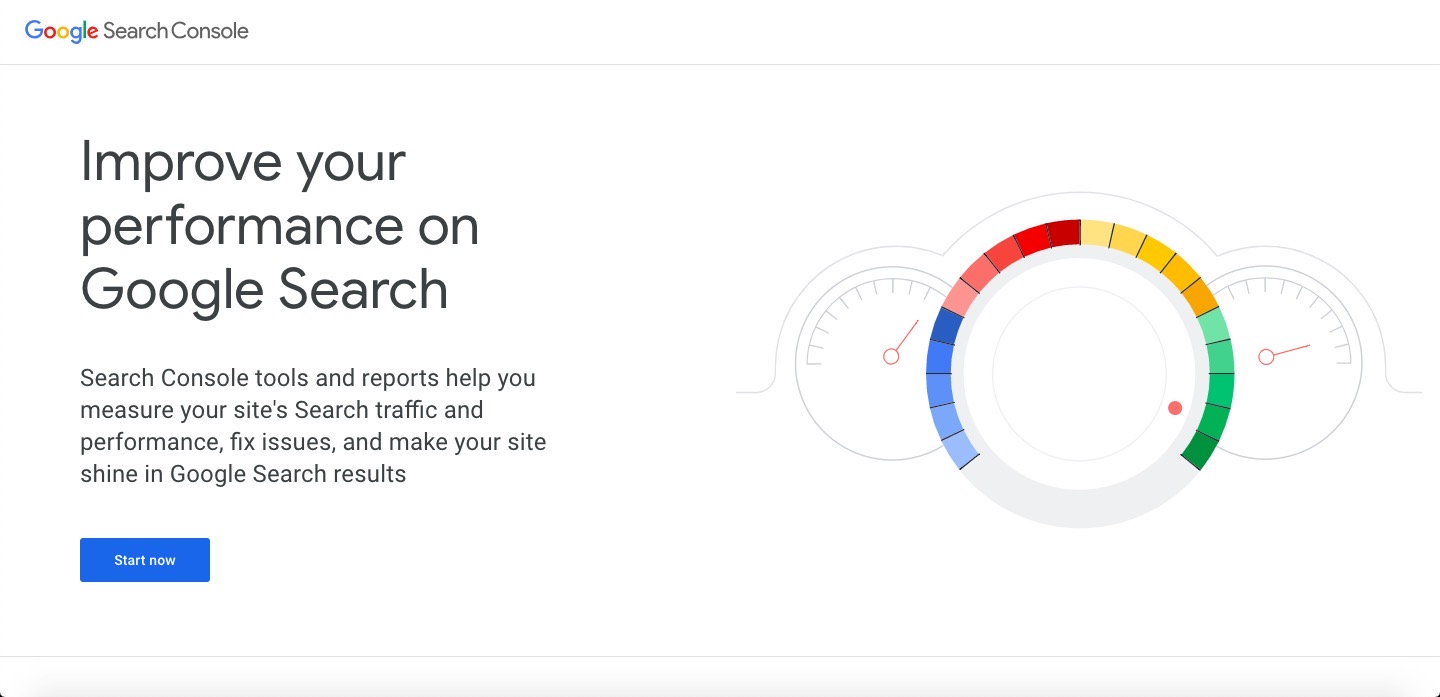 Google Search Console
Improve your
performance on
Google Search
Search Console tools and reports help you
measure your site's Search traffic and
performance, fix issues, and make your site
shine in Google Search results
Start now